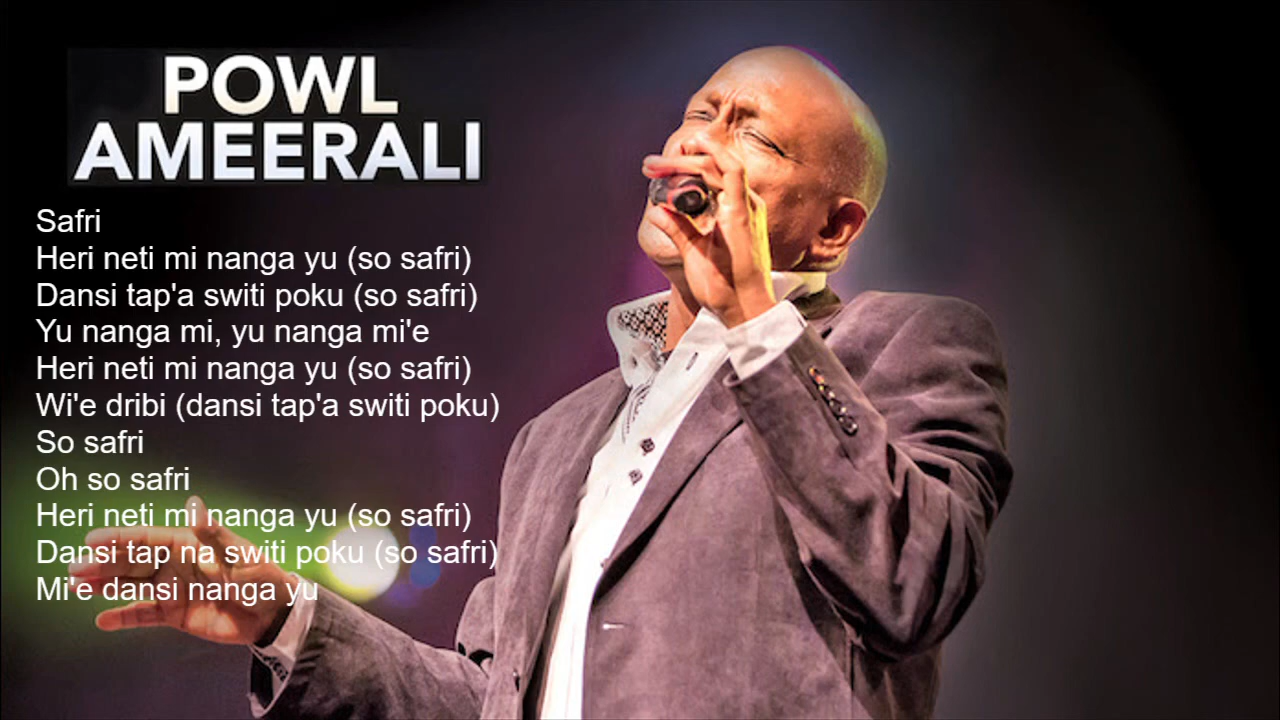 POWL
AMEERALI
Safri
Heri neti mi nanga yu (so safri)
Dansi tap'a switi poku (so safri)
Yu nanga mi, yu nanga mi'e
Heri neti mi nanga yu (so safri)
Wi'e dribi (dansi tap'a switi poku)
So safri
Oh so safri
Heri neti mi nanga yu (so safri)
Dansi tap na switi poku (so safri)
Mi'e dansi nanga yu